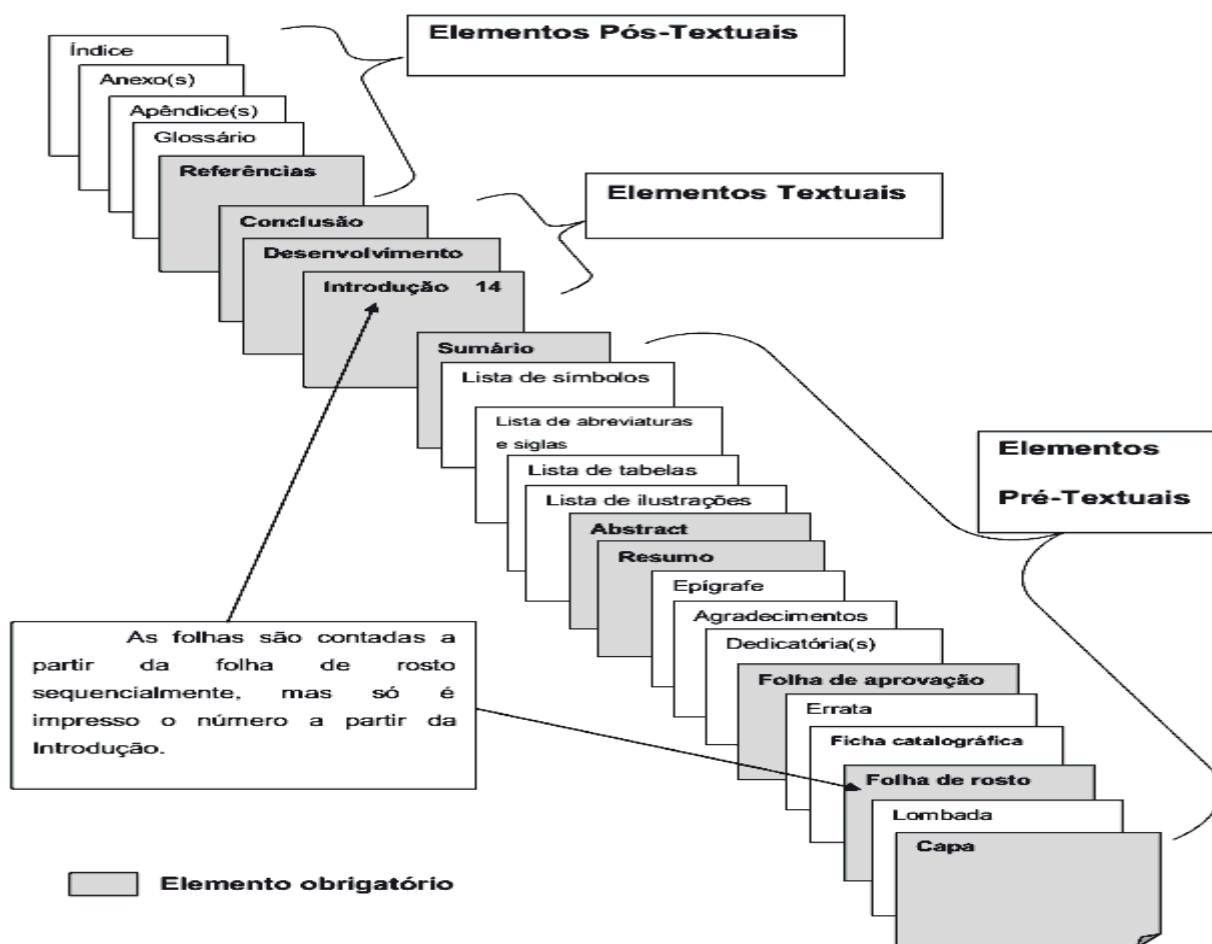 Elementos Pós-Textuais
Índice
Anexo(s)
Apêndice(s)
Glossário
Referências
Elementos Textuais
Conclusão
Desenvolvimento
Introdução 14
Sumário
Lista de símbolos
Lista de abreviaturas
e siglas
Lista de tabelas
Lista de ilustrações
Abstract
Resumo
Epígrafe
Agradecimentos
Dedicatória(s)
Folha de aprovação
Errata
Ficha catalográfica
Folha de rosto
Lombada
Capa
Elementos
Pré-Textuais
As folhas são contadas a
partir da folha de rosto
sequencialmente, mas só é
impresso o número a partir da
Introdução.
Elemento obrigatório